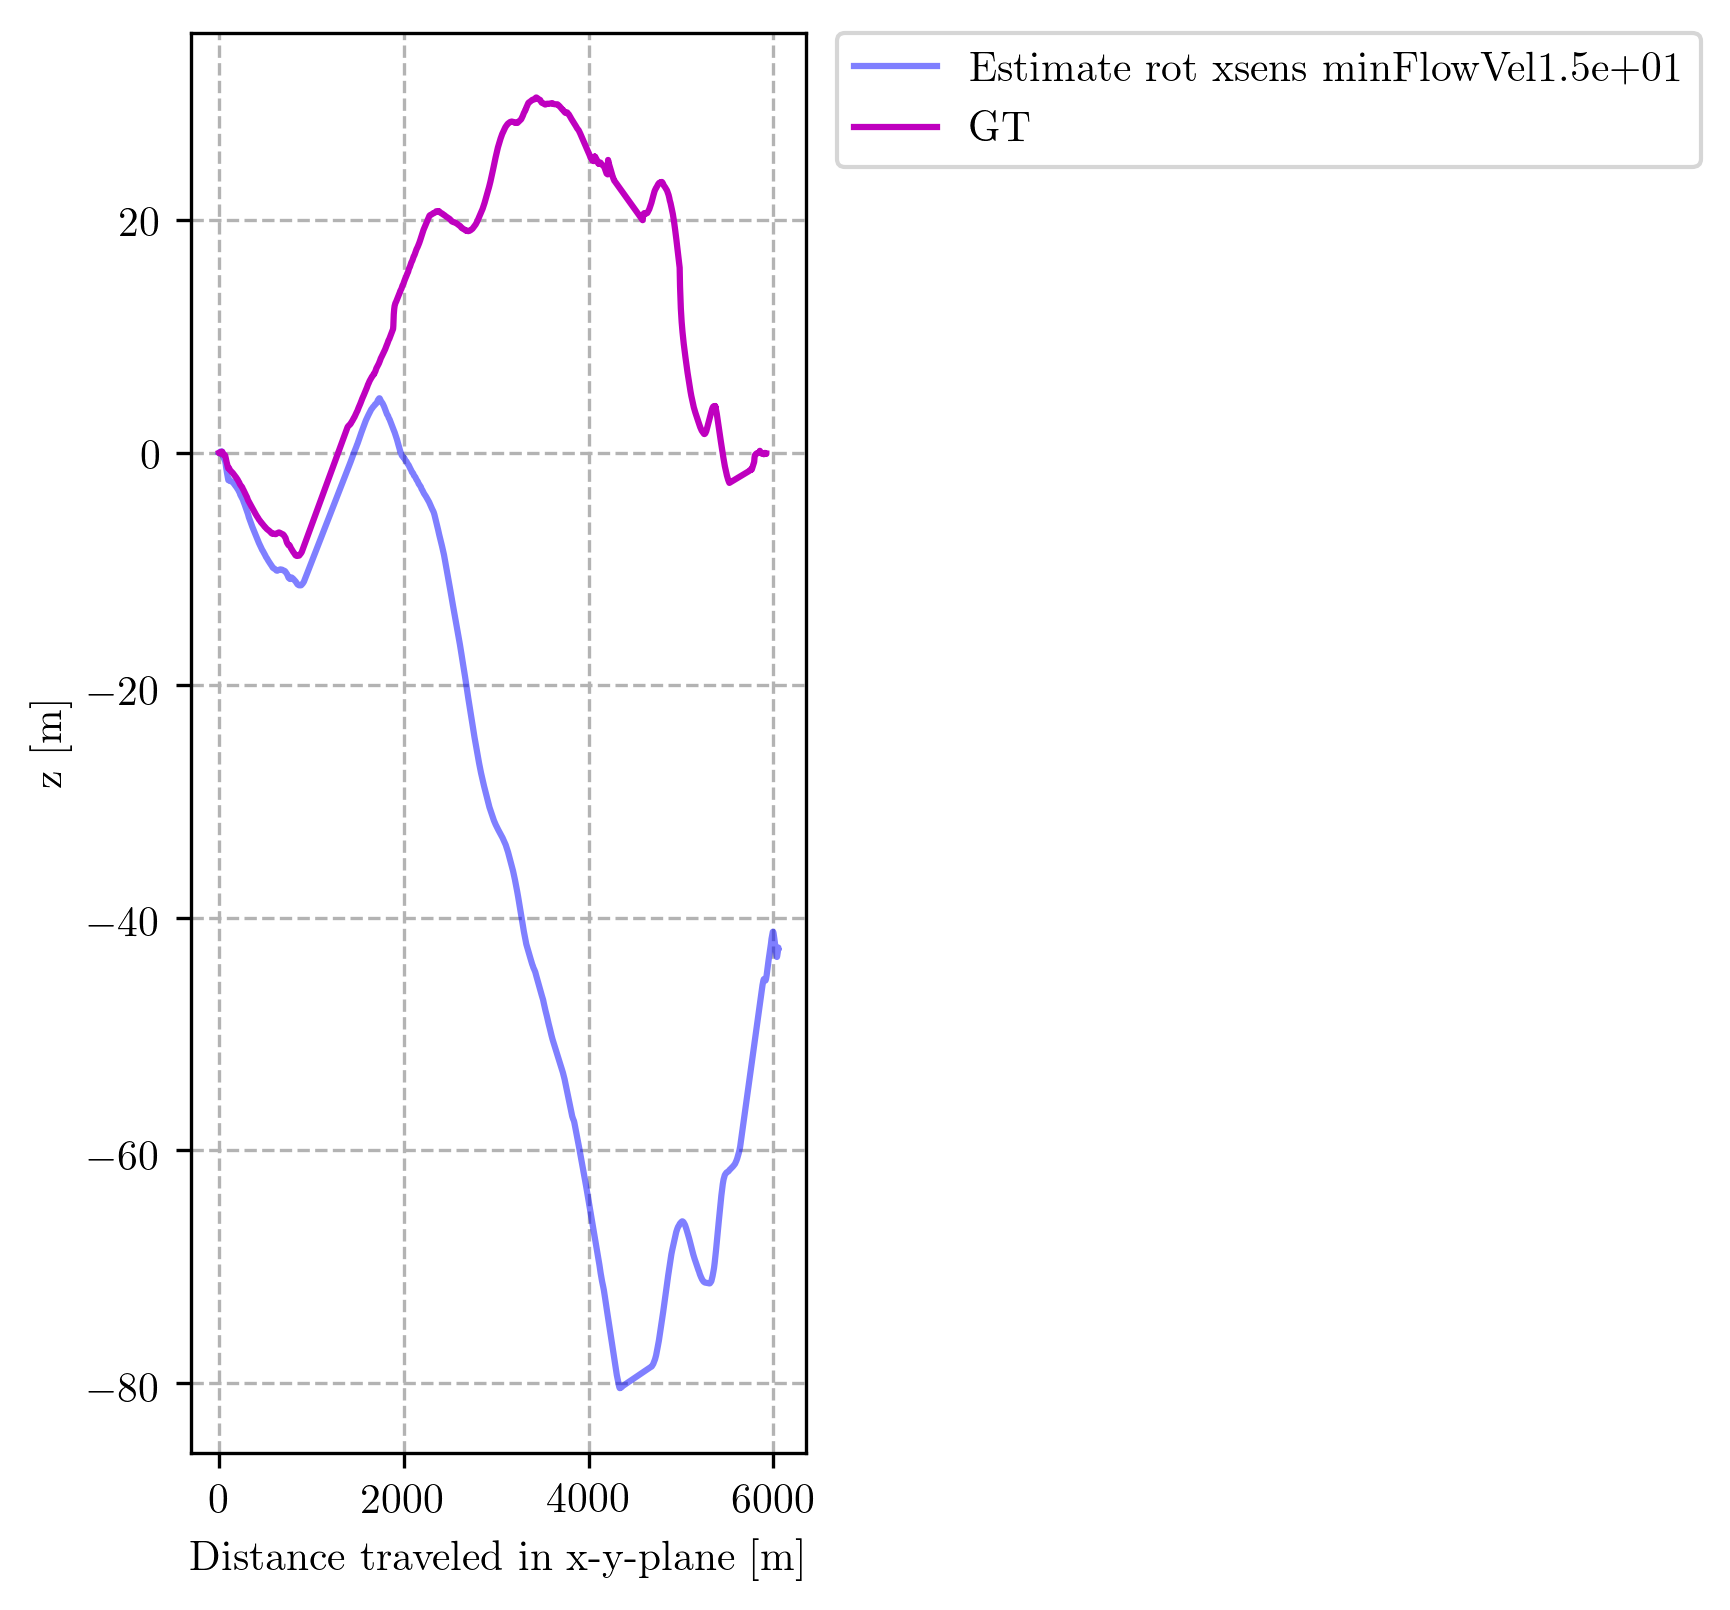 Estimate rot xsens minFlowVel1.5e+01
GT
20
0
−20
−40
−60
−80
z [m]
0 2000 4000 6000
Distance traveled in x-y-plane [m]